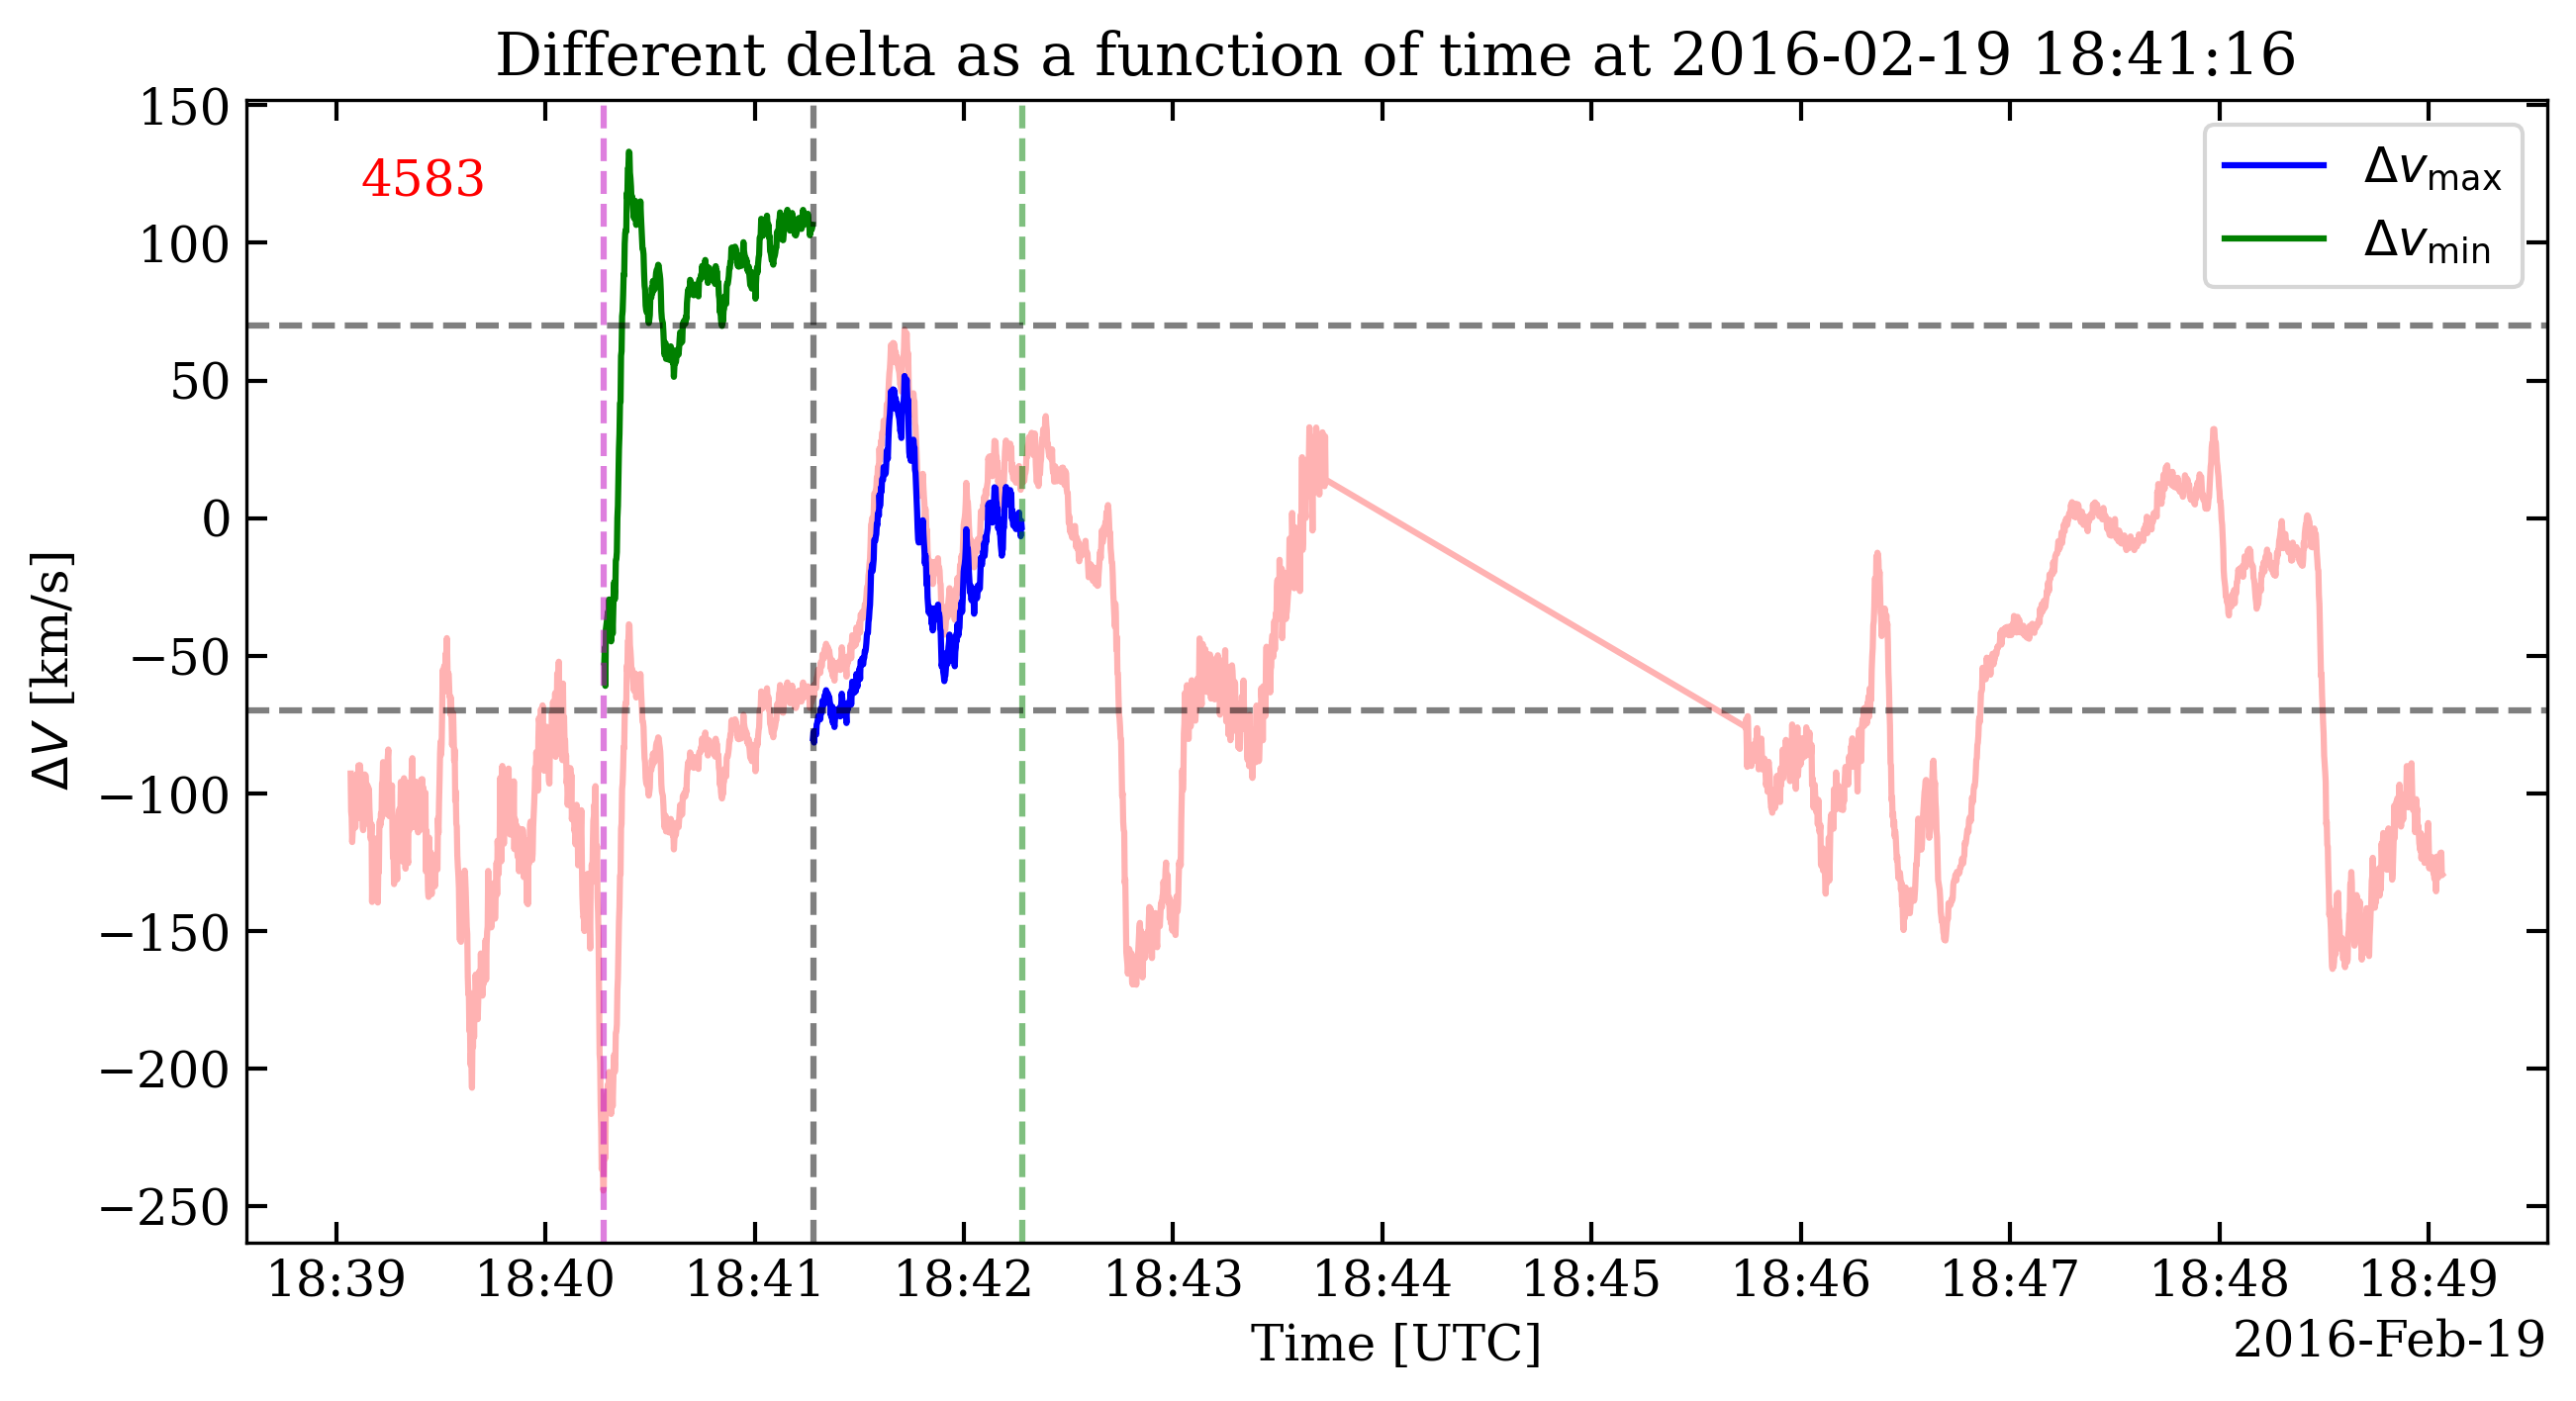 Different delta as a function of time at 2016-02-19 18:41:16
4583
Δv_max
Δv_min
150
100
50
0
−50
−100
−150
−200
−250
ΔV [km/s]
18:39 18:40 18:41 18:42 18:43 18:44 18:45 18:46 18:47 18:48 18:49
Time [UTC]
2016-Feb-19